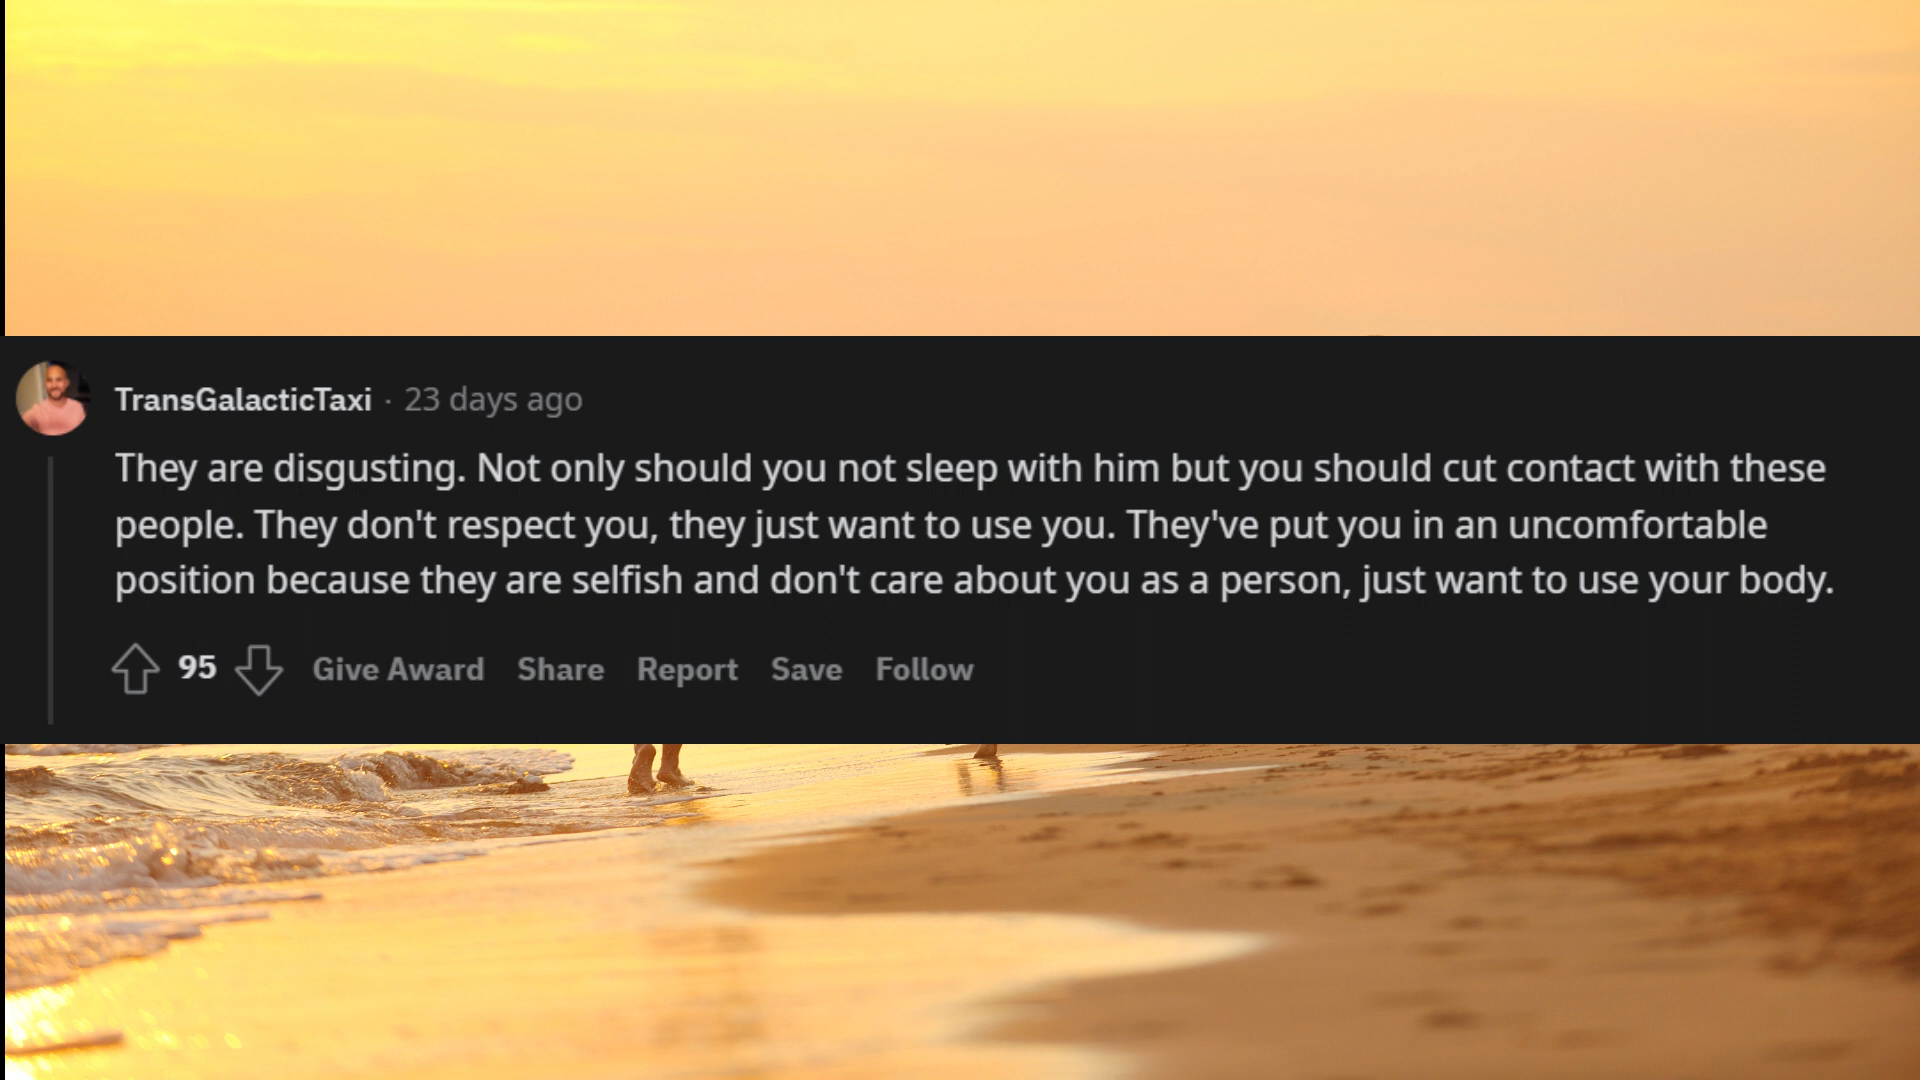 TransGalacticTaxi · 23 days ago
They are disgusting. Not only should you not sleep with him but you should cut contact with these
people. They don't respect you, they just want to use you. They've put you in an uncomfortable
position because they are selfish and don't care about you as a person, just want to use your body.
95 Give Award Share Report Save Follow